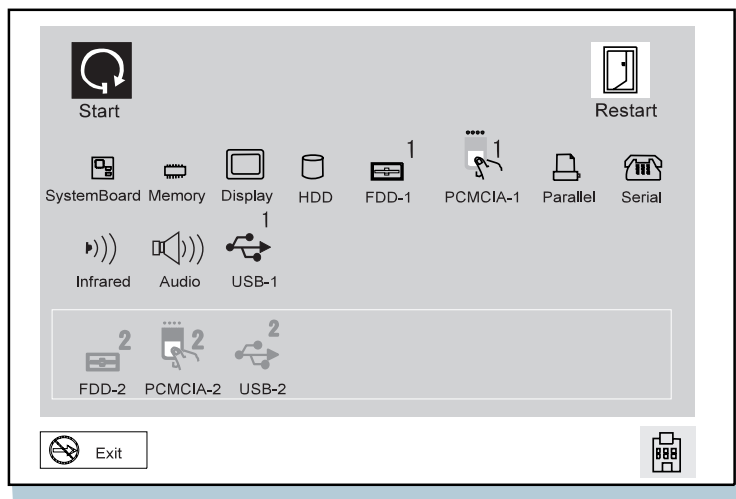 Start
Restart
1
1
SystemBoard Memory Display HDD FDD-1 PCMCIA-1 Parallel Serial
1
Infrared Audio USB-1
2 2 2
FDD-2 PCMCIA-2 USB-2
Exit